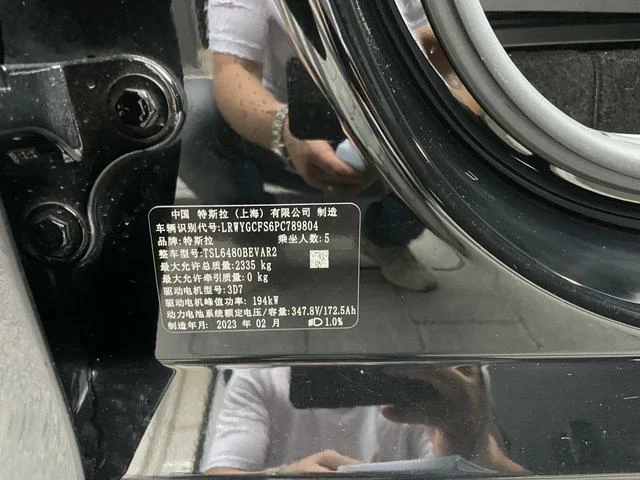 中国 特斯拉（上海）有限公司 制造
车辆识别代号:LRWYGCFS6PC789804
品牌:特斯拉 乘坐人数:5
整车型号:TSL6480BEVAR2
最大允许总质量:2335 kg
最大允许牵引质量:0 kg
驱动电机型号:3D7
驱动电机峰值功率: 194kW
动力电池系统额定电压/容量:347.8V/172.5Ah
制造年月: 2023 年 02 月 1.0%